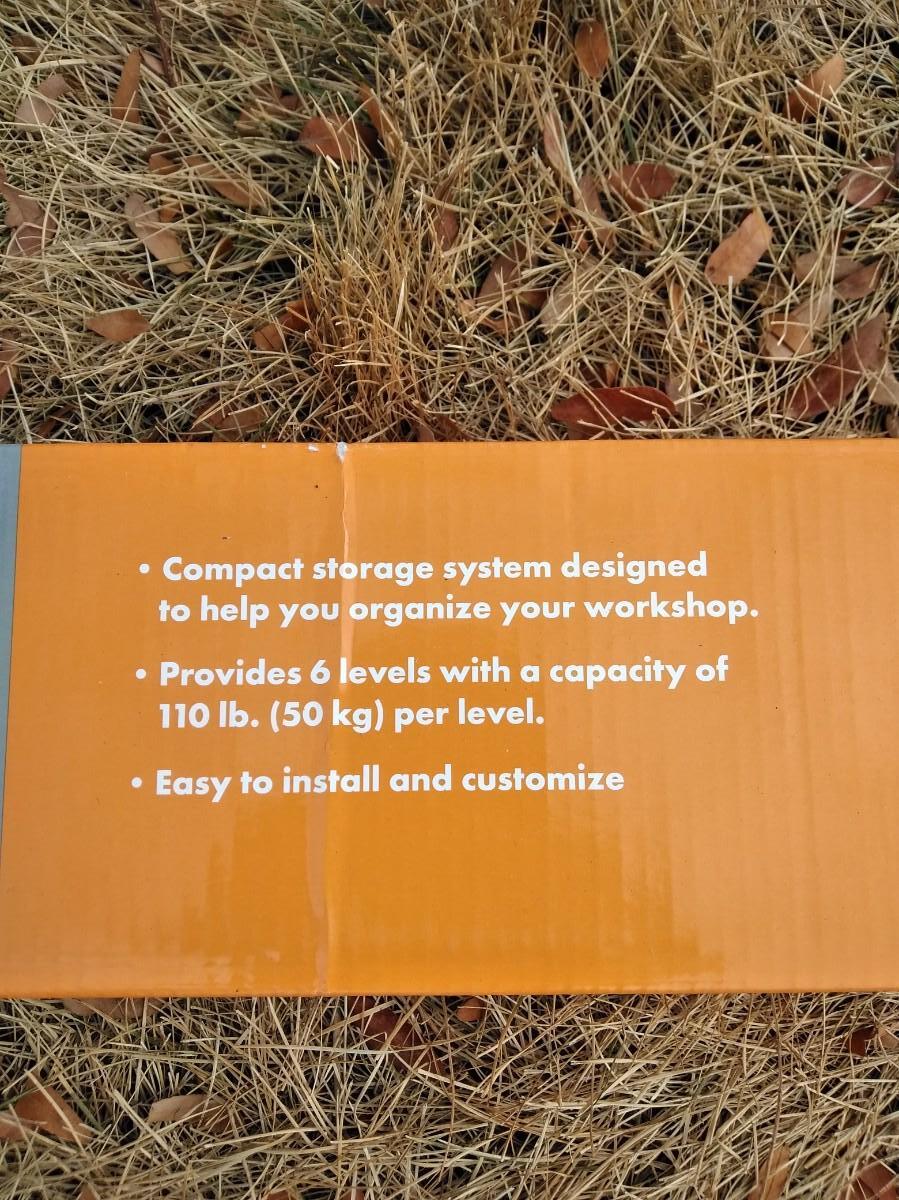 • Compact storage system designed
to help you organize your workshop.
• Provides 6 levels with a capacity of
110 lb. (50 kg) per level.
• Easy to install and customize